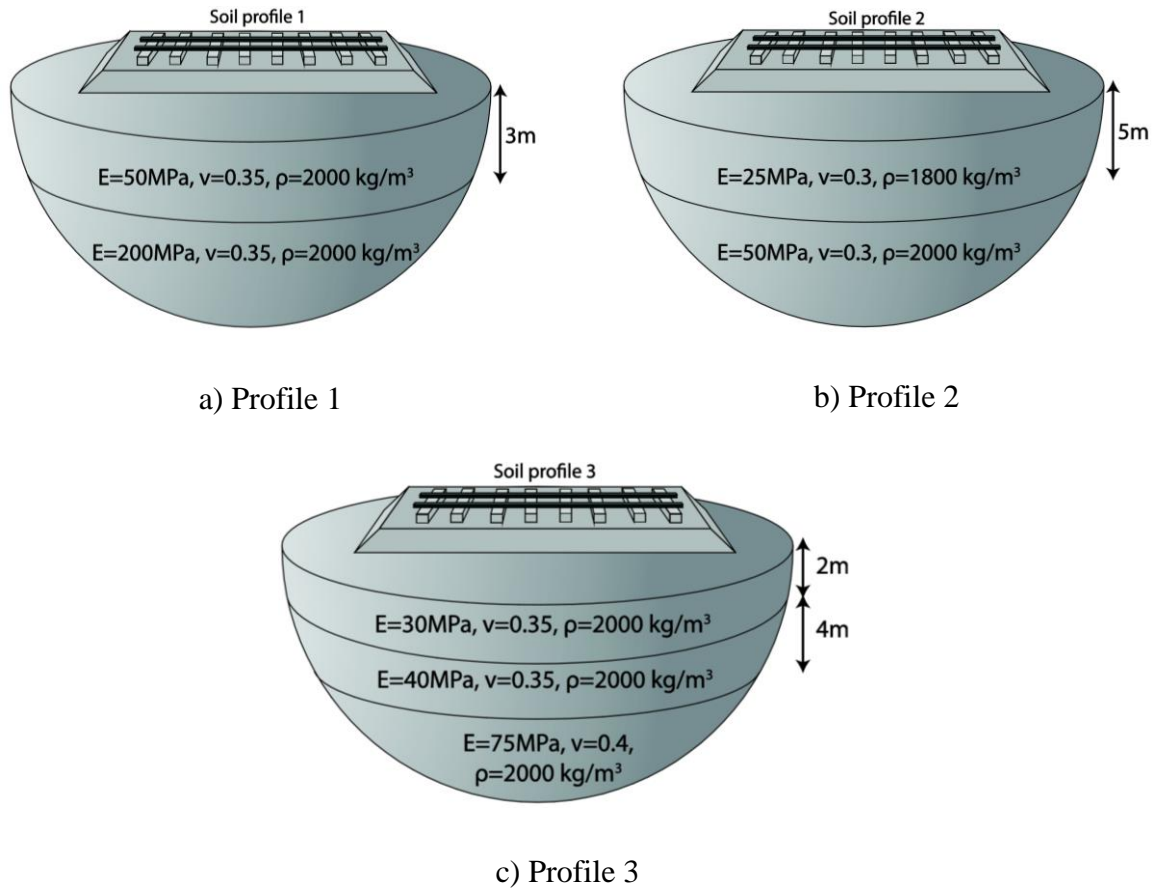 Soil profile 1
3m
E=50MPa, v=0.35, ρ=2000 kg/m³
E=200MPa, v=0.35, ρ=2000 kg/m³
a) Profile 1
Soil profile 2
5m
E=25MPa, v=0.3, ρ=1800 kg/m³
E=50MPa, v=0.3, ρ=2000 kg/m³
b) Profile 2
Soil profile 3
2m
E=30MPa, v=0.35, ρ=2000 kg/m³
4m
E=40MPa, v=0.35, ρ=2000 kg/m³
E=75MPa, v=0.4,
ρ=2000 kg/m³
c) Profile 3